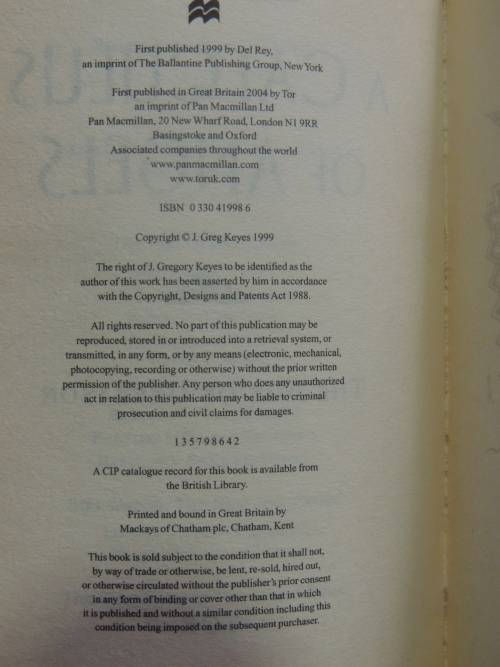 First published 1999 by Del Rey,
an imprint of The Ballantine Publishing Group, New York
First published in Great Britain 2004 by Tor
an imprint of Pan Macmillan Ltd
Pan Macmillan, 20 New Wharf Road, London N1 9RR
Basingstoke and Oxford
Associated companies throughout the world
www.panmacmillan.com
www.toruk.com
ISBN 0 330 41998 6
Copyright © J. Greg Keyes 1999
The right of J. Gregory Keyes to be identified as the
author of this work has been asserted by him in accordance
with the Copyright, Designs and Patents Act 1988.
All rights reserved. No part of this publication may be
reproduced, stored in or introduced into a retrieval system, or
transmitted, in any form, or by any means (electronic, mechanical,
photocopying, recording or otherwise) without the prior written
permission of the publisher. Any person who does any unauthorized
act in relation to this publication may be liable to criminal
prosecution and civil claims for damages.
1 3 5 7 9 8 6 4 2
A CIP catalogue record for this book is available from
the British Library.
Printed and bound in Great Britain by
Mackays of Chatham plc, Chatham, Kent
This book is sold subject to the condition that it shall not,
by way of trade or otherwise, be lent, re-sold, hired out,
or otherwise circulated without the publisher's prior consent
in any form of binding or cover other than that in which
it is published and without a similar condition including this
condition being imposed on the subsequent purchaser.